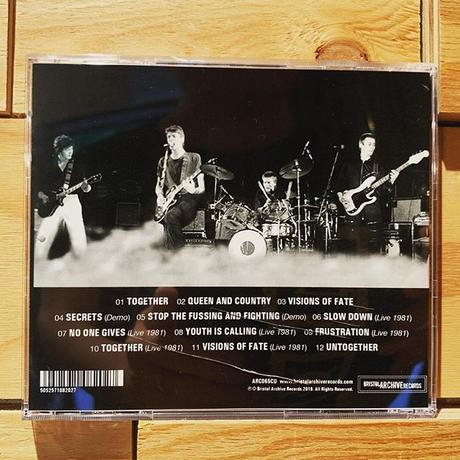 01 TOGETHER 02 QUEEN AND COUNTRY 03 VISIONS OF FATE
04 SECRETS (Demo) 05 STOP THE FUSSING AND FIGHTING (Demo) 06 SLOW DOWN (Live 1981)
07 NO ONE GIVES (Live 1981) 08 YOUTH IS CALLING (Live 1981) 09 FRUSTRATION (Live 1981)
10 TOGETHER (Live 1981) 11 VISIONS OF FATE (Live 1981) 12 UNTOGETHER
5052571082027
ARC065CD www.bristolarchiverecords.com
℗ © Bristol Archive Records 2019. All Rights Reserved.
BRISTOL ARCHIVE RECORDS